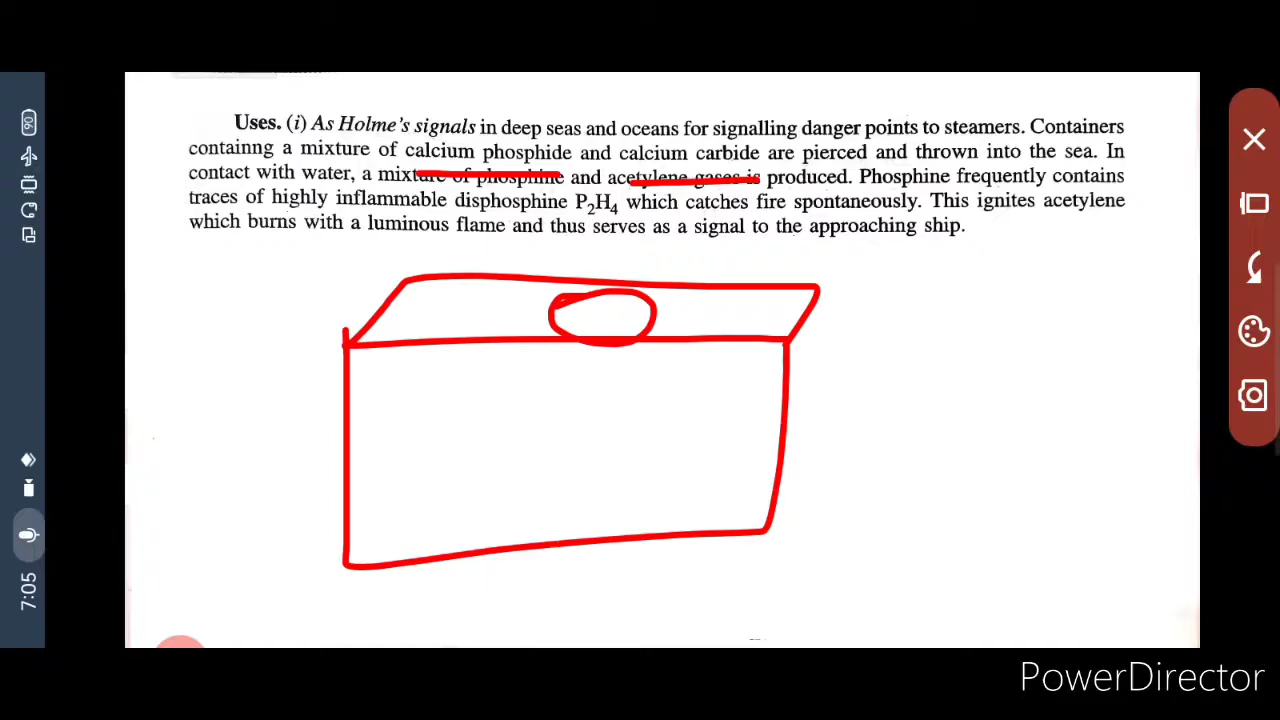 Uses. (i) As Holme's signals in deep seas and oceans for signalling danger points to steamers. Containers
containng a mixture of calcium phosphide and calcium carbide are pierced and thrown into the sea. In
contact with water, a mixture of phosphine and acetylene gases is produced. Phosphine frequently contains
traces of highly inflammable disphosphine P₂H₄ which catches fire spontaneously. This ignites acetylene
which burns with a luminous flame and thus serves as a signal to the approaching ship.
90
7:05
PowerDirector